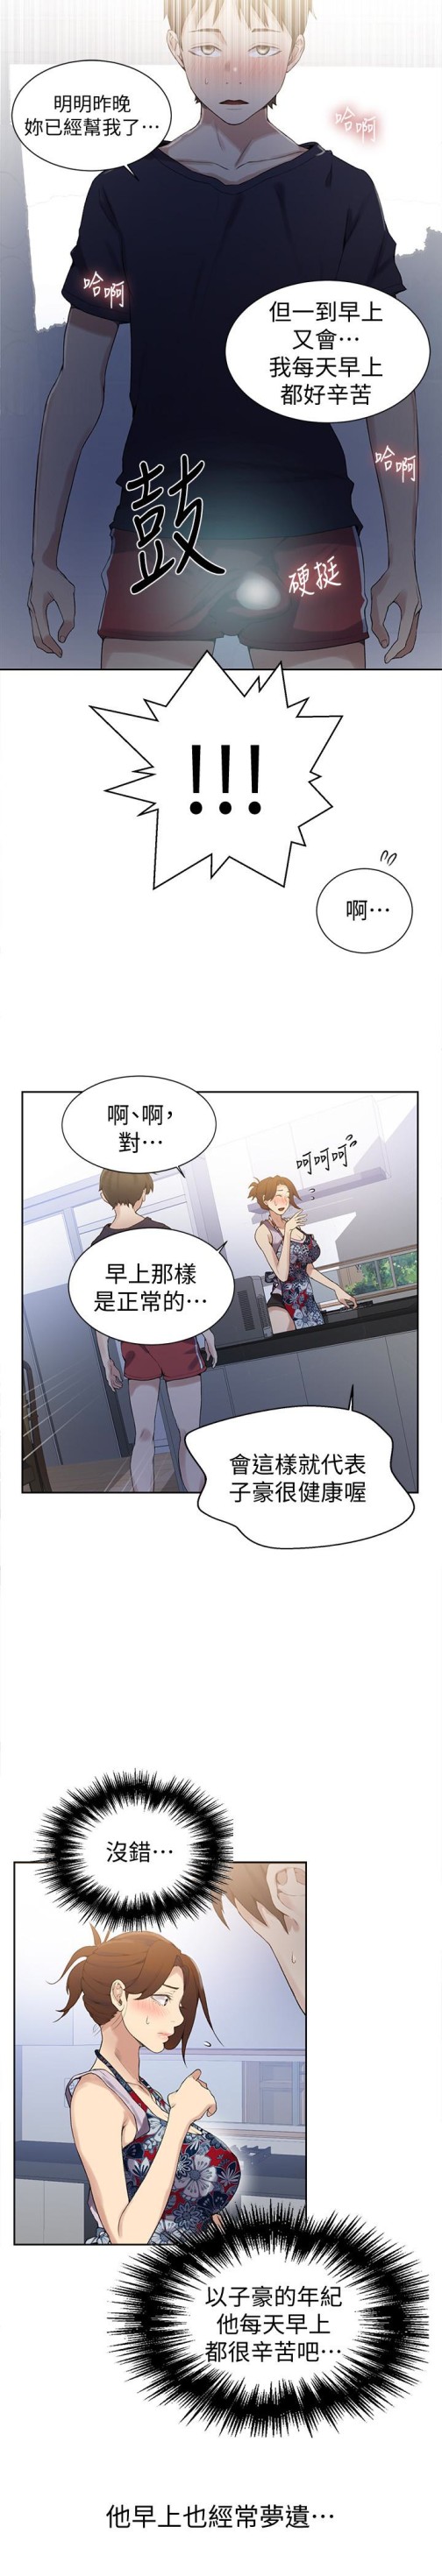 明明昨晚
妳已經幫我了…
哈啊
哈啊
但一到早上
又會…
我每天早上
都好辛苦
哈啊
鼓
硬挺
!!!
啊…
啊、啊，
對…
呵呵呵
早上那樣
是正常的…
會這樣就代表
子豪很健康喔
沒錯…
以子豪的年紀
他每天早上
都很辛苦吧…
他早上也經常夢遺…